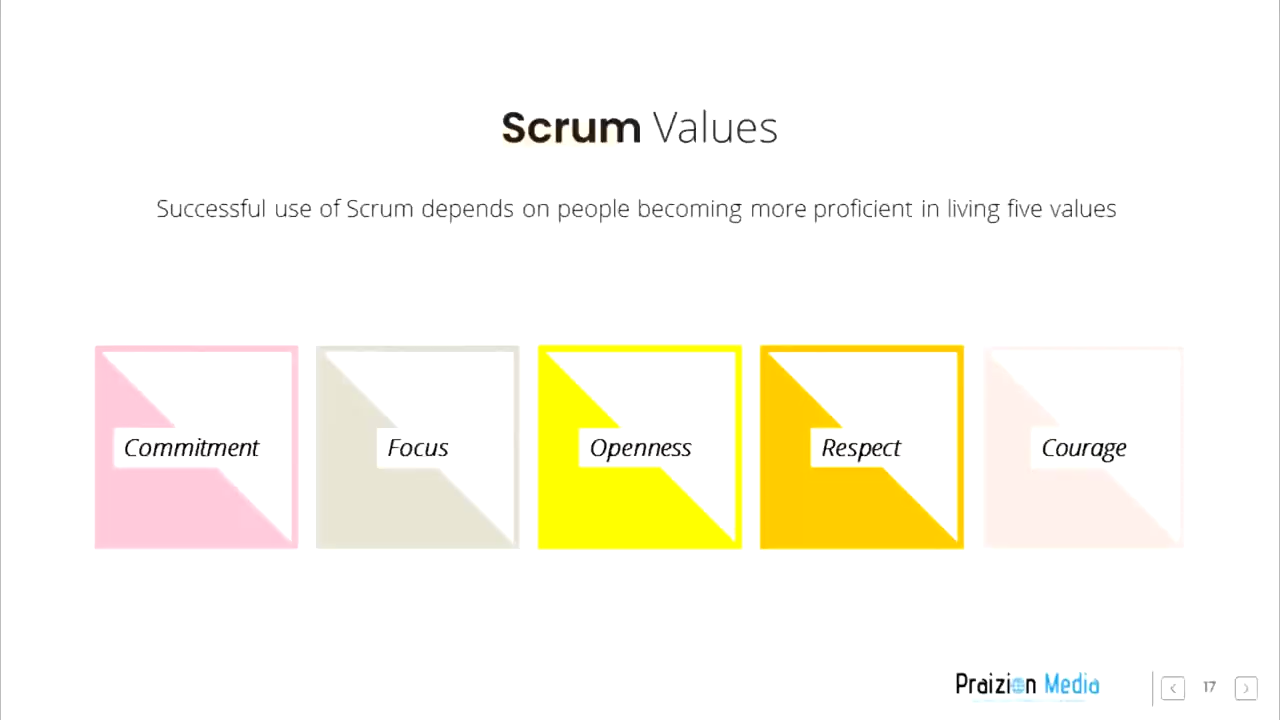 Scrum Values
Successful use of Scrum depends on people becoming more proficient in living five values
Commitment
Focus
Openness
Respect
Courage
Praizion Media
17